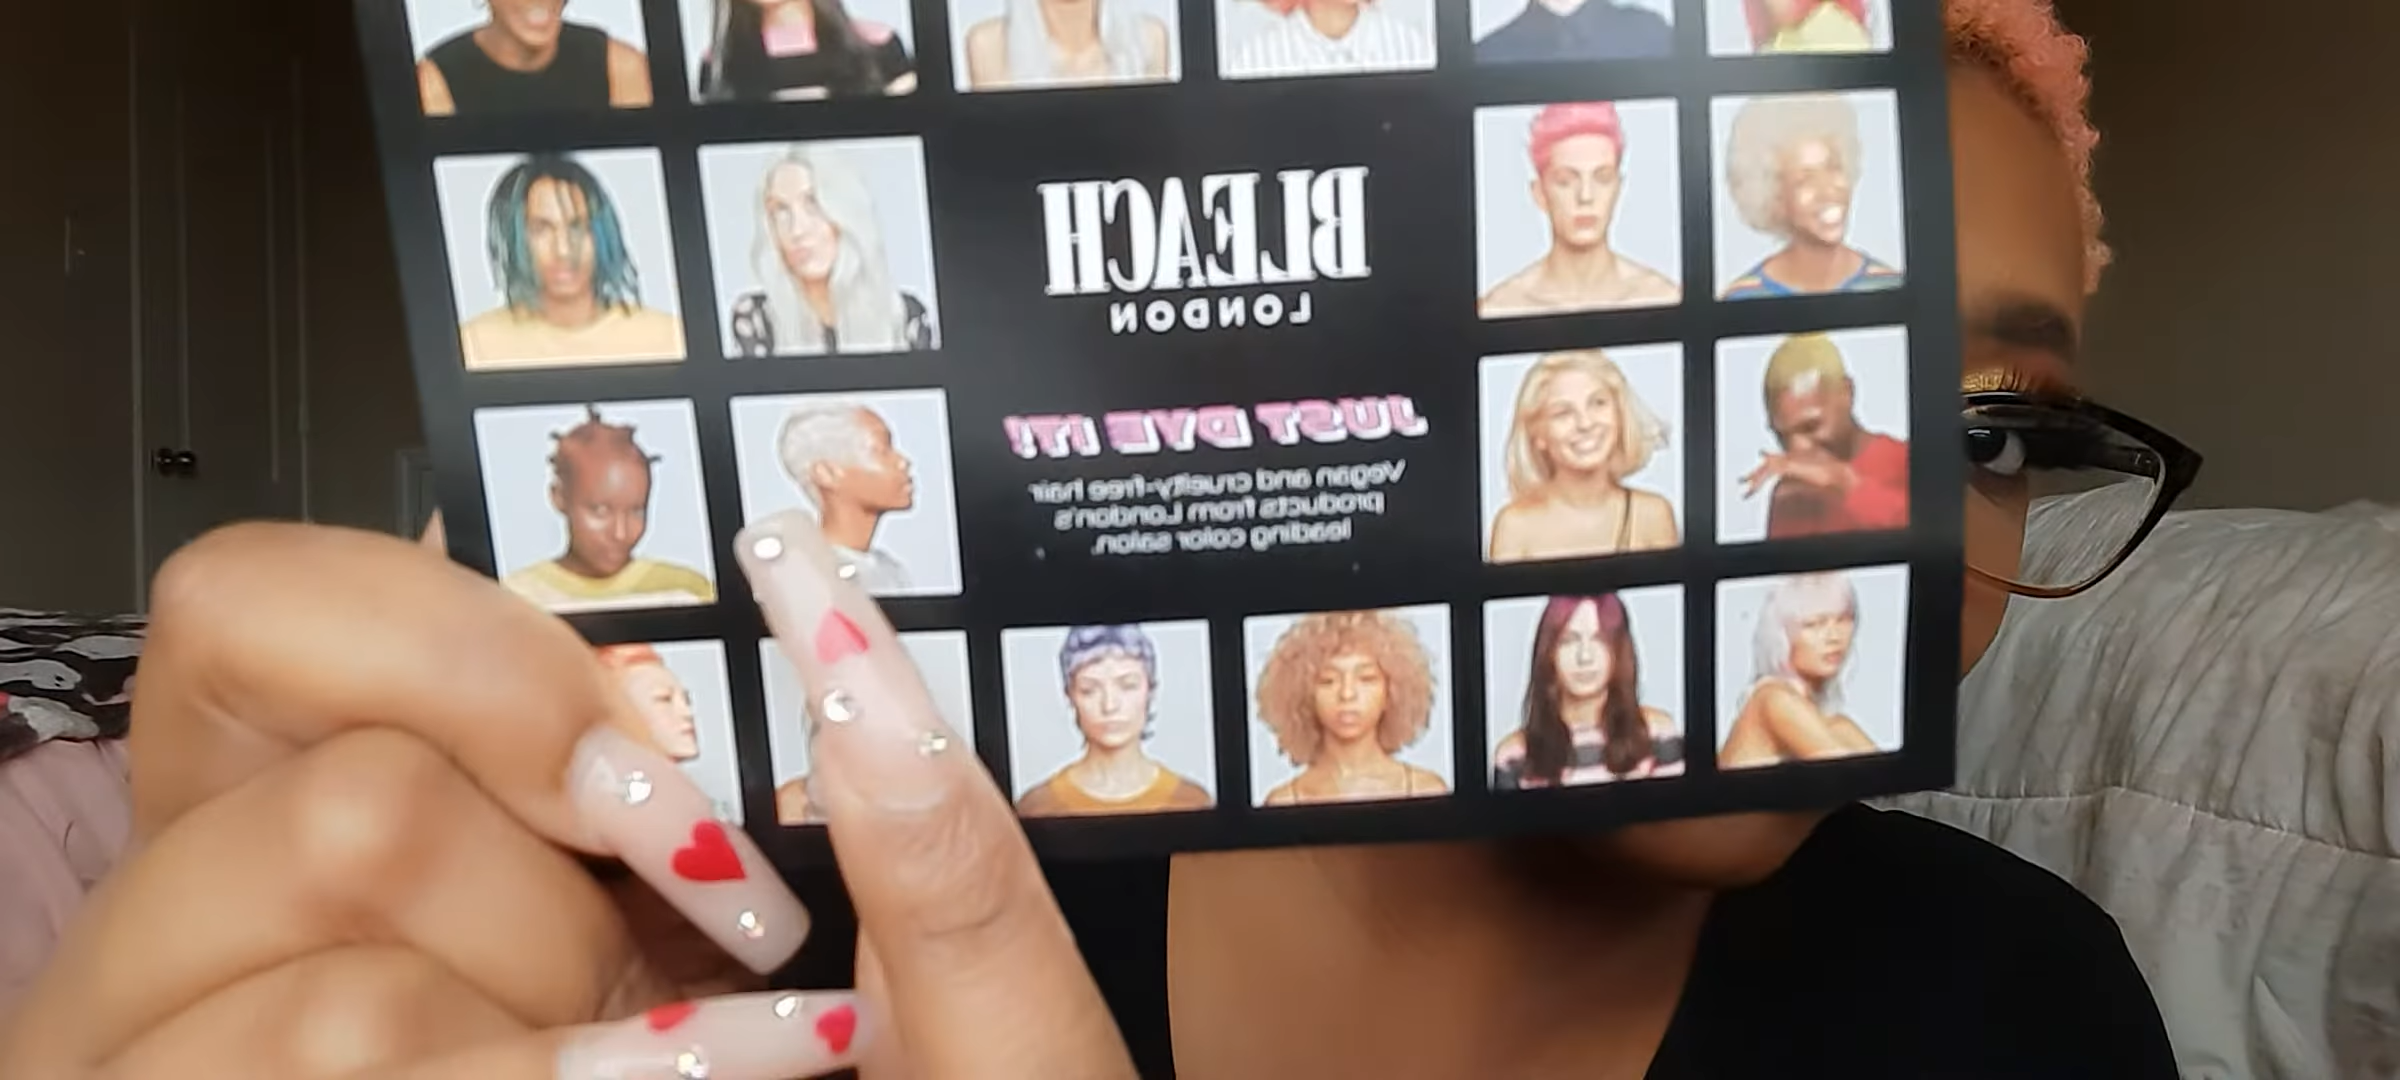 BLEACH
LONDON
JUST DYE IT!
Vegan and cruelty-free hair
products from London's
leading color salon.